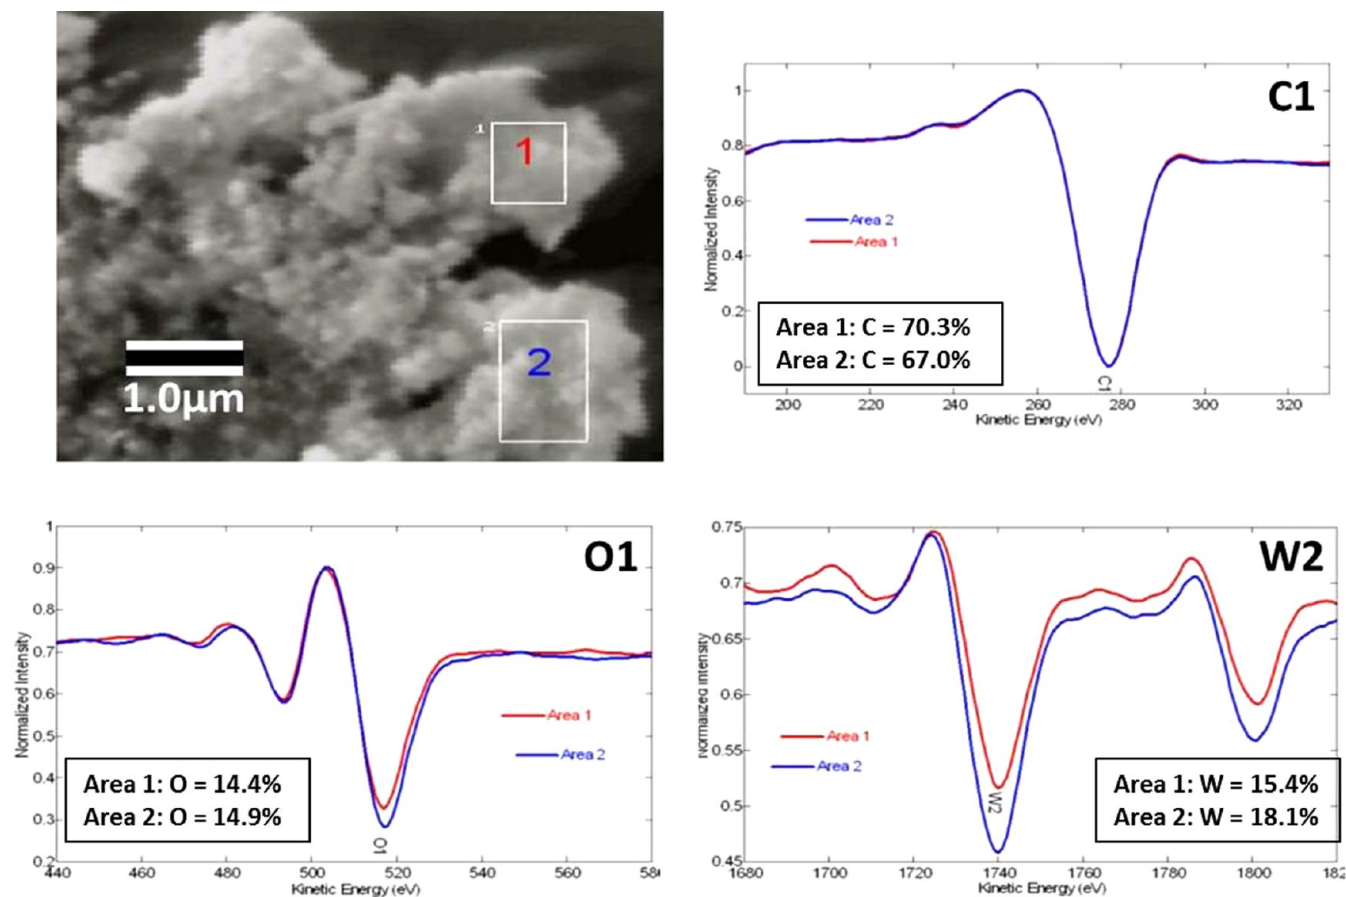 1
1
2
2
1.0μm
C1
1
0.8
0.6
0.4
0.2
0
Normalized Intensity
Area 2
Area 1
Area 1: C = 70.3%
Area 2: C = 67.0%
C1
200
220
240
260
280
300
320
Kinetic Energy (eV)
O1
1
0.9
0.8
0.7
0.6
0.5
0.4
0.3
0.2
Normalized Intensity
Area 1
Area 2
Area 1: O = 14.4%
Area 2: O = 14.9%
O1
440
460
480
500
520
540
560
58
Kinetic Energy (eV)
W2
0.75
0.7
0.65
0.6
0.55
0.5
0.45
Normalized Intensity
Area 1
Area 2
W2
Area 1: W = 15.4%
Area 2: W = 18.1%
1680
1700
1720
1740
1760
1780
1800
182
Kinetic Energy (eV)